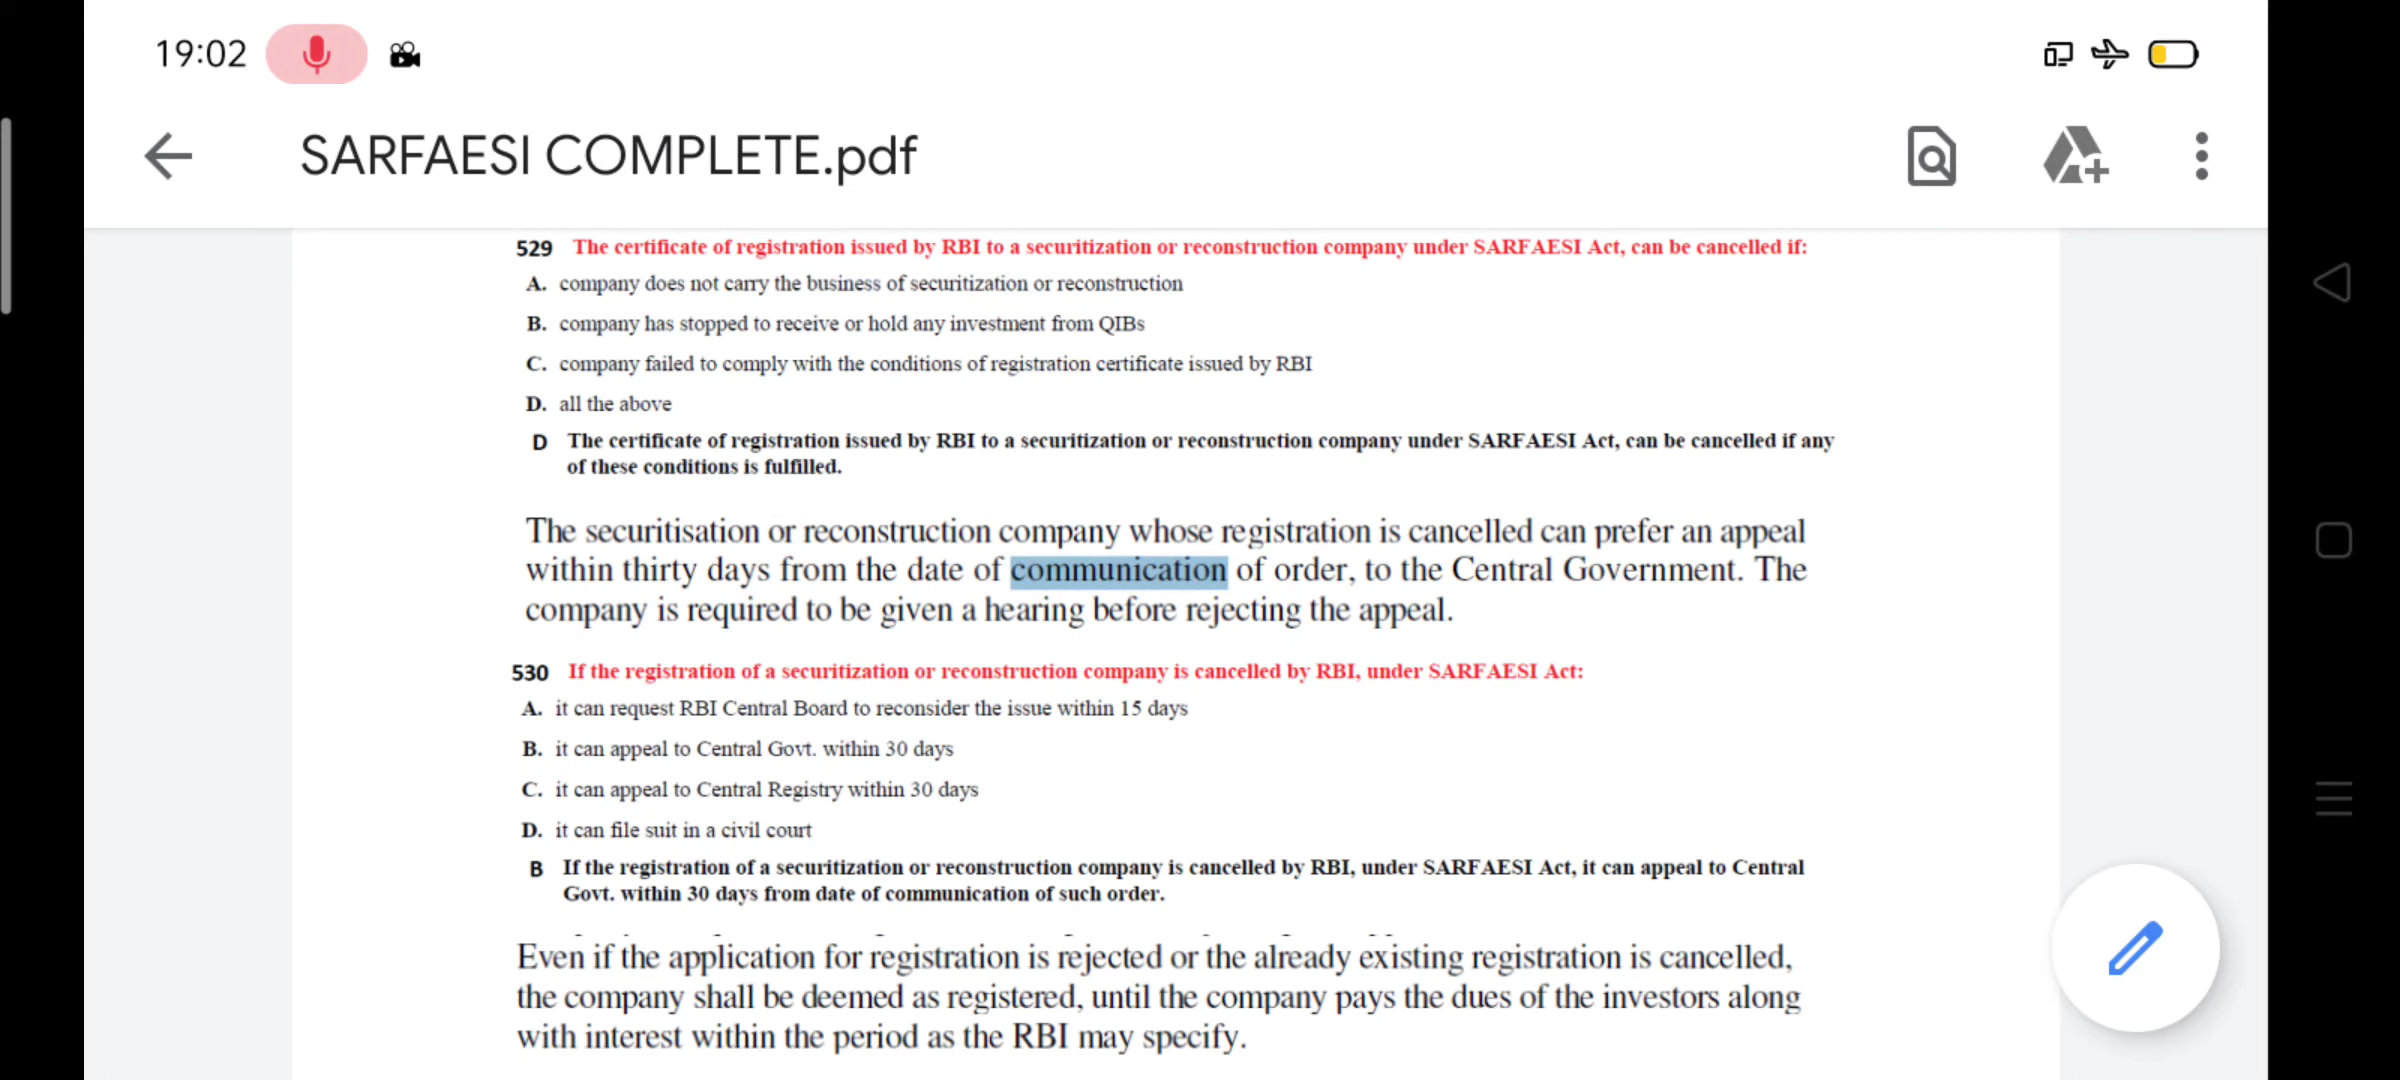 19:02
SARFAESI COMPLETE.pdf
529 The certificate of registration issued by RBI to a securitization or reconstruction company under SARFAESI Act, can be cancelled if:
A. company does not carry the business of securitization or reconstruction
B. company has stopped to receive or hold any investment from QIBs
C. company failed to comply with the conditions of registration certificate issued by RBI
D. all the above
D The certificate of registration issued by RBI to a securitization or reconstruction company under SARFAESI Act, can be cancelled if any
of these conditions is fulfilled.
The securitisation or reconstruction company whose registration is cancelled can prefer an appeal
within thirty days from the date of communication of order, to the Central Government. The
company is required to be given a hearing before rejecting the appeal.
530 If the registration of a securitization or reconstruction company is cancelled by RBI, under SARFAESI Act:
A. it can request RBI Central Board to reconsider the issue within 15 days
B. it can appeal to Central Govt. within 30 days
C. it can appeal to Central Registry within 30 days
D. it can file suit in a civil court
B If the registration of a securitization or reconstruction company is cancelled by RBI, under SARFAESI Act, it can appeal to Central
Govt. within 30 days from date of communication of such order.
Even if the application for registration is rejected or the already existing registration is cancelled,
the company shall be deemed as registered, until the company pays the dues of the investors along
with interest within the period as the RBI may specify.